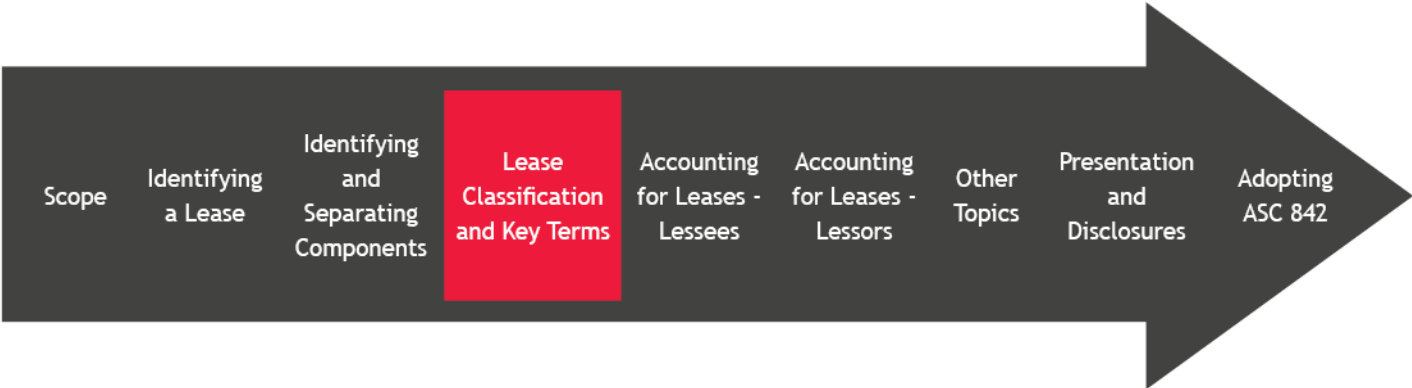 Scope
Identifying
a Lease
Identifying
and
Separating
Components
Lease
Classification
and Key Terms
Accounting
for Leases -
Lessees
Accounting
for Leases -
Lessors
Other
Topics
Presentation
and
Disclosures
Adopting
ASC 842